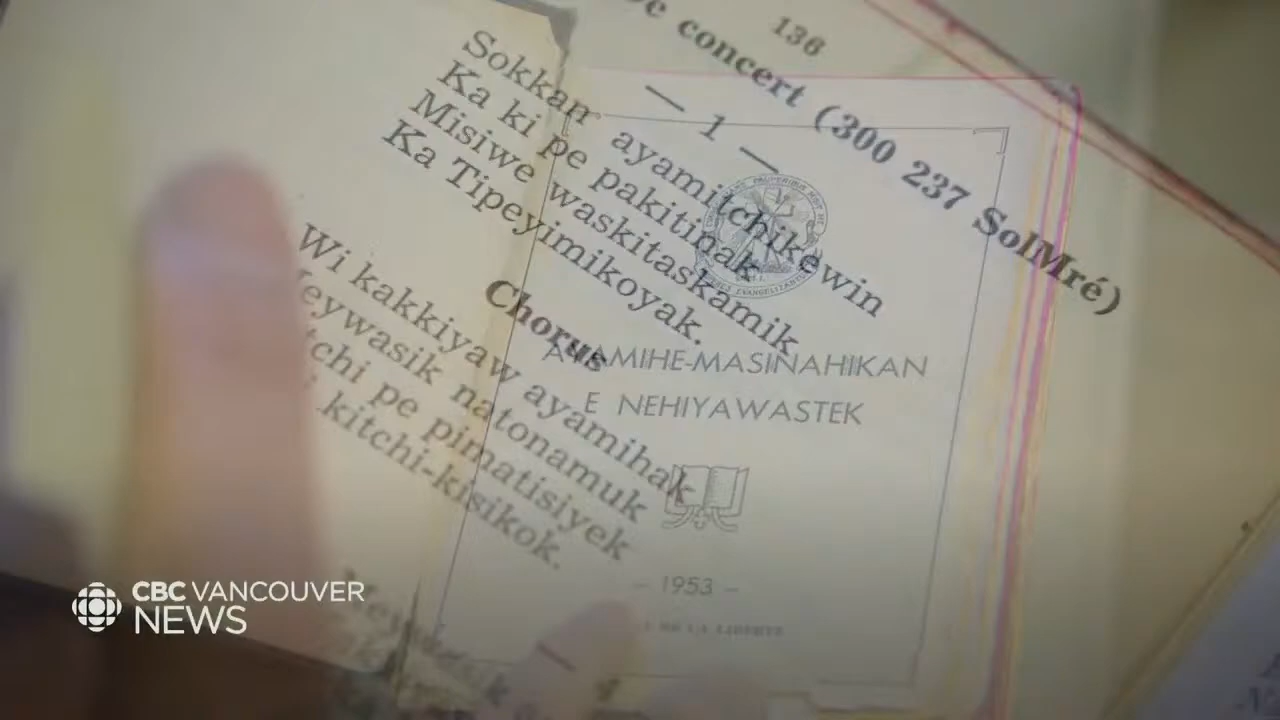 136
De concert (300 237 SolMré)
— 1 —
Sokkan ayamitchikewin
Ka ki pe pakitinak
Misiwe waskitaskamik
Ka Tipeyimikoyak.
Chorus
Wi kakkiyaw ayamihak
eywasik natonamuk
tchi pe pimatisiyek
kitchi-kisikok.
AYAMIHE-MASINAHIKAN
E NEHIYAWASTEK
— 1953 —
CBC VANCOUVER
NEWS